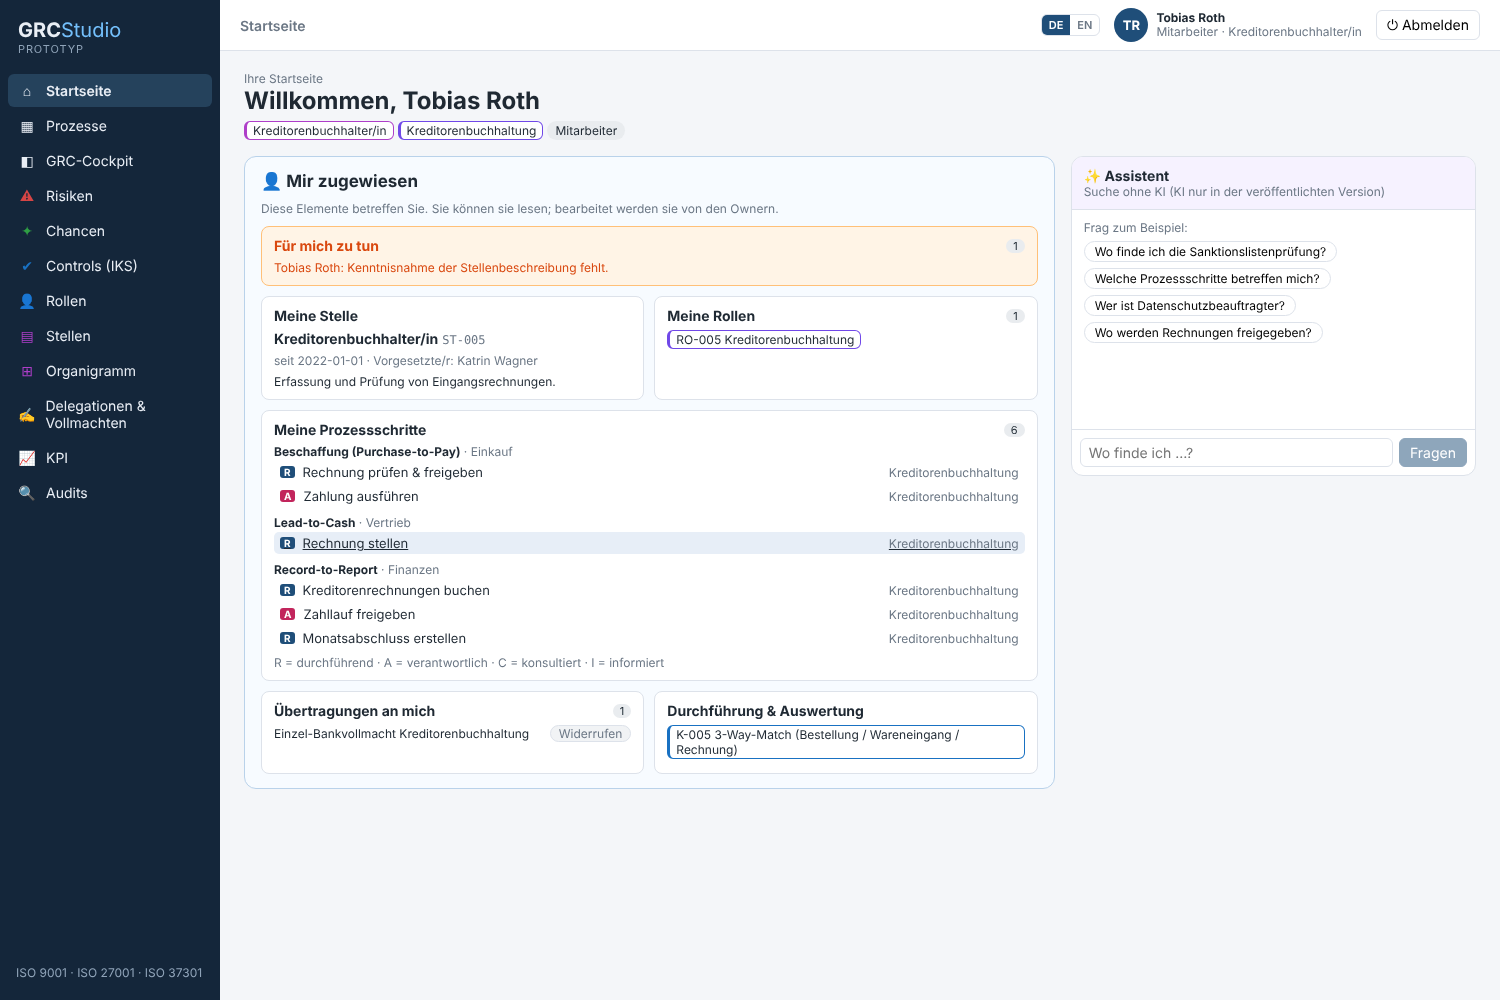 GRCStudio
PROTOTYP
Startseite
Prozesse
GRC-Cockpit
Risiken
Chancen
Controls (IKS)
Rollen
Stellen
Organigramm
Delegationen &
Vollmachten
KPI
Audits
ISO 9001 · ISO 27001 · ISO 37301
Startseite
DE EN
TR
Tobias Roth
Mitarbeiter · Kreditorenbuchhalter/in
Abmelden
Ihre Startseite
Willkommen, Tobias Roth
Kreditorenbuchhalter/in Kreditorenbuchhaltung Mitarbeiter
Mir zugewiesen
Diese Elemente betreffen Sie. Sie können sie lesen; bearbeitet werden sie von den Ownern.
Für mich zu tun 1
Tobias Roth: Kenntnisnahme der Stellenbeschreibung fehlt.
Meine Stelle
Kreditorenbuchhalter/in ST-005
seit 2022-01-01 · Vorgesetzte/r: Katrin Wagner
Erfassung und Prüfung von Eingangsrechnungen.
Meine Rollen 1
RO-005 Kreditorenbuchhaltung
Meine Prozessschritte 6
Beschaffung (Purchase-to-Pay) · Einkauf
R Rechnung prüfen & freigeben Kreditorenbuchhaltung
A Zahlung ausführen Kreditorenbuchhaltung
Lead-to-Cash · Vertrieb
R Rechnung stellen Kreditorenbuchhaltung
Record-to-Report · Finanzen
R Kreditorenrechnungen buchen Kreditorenbuchhaltung
A Zahllauf freigeben Kreditorenbuchhaltung
R Monatsabschluss erstellen Kreditorenbuchhaltung
R = durchführend · A = verantwortlich · C = konsultiert · I = informiert
Übertragungen an mich 1
Einzel-Bankvollmacht Kreditorenbuchhaltung Widerrufen
Durchführung & Auswertung
K-005 3-Way-Match (Bestellung / Wareneingang /
Rechnung)
Assistent
Suche ohne KI (KI nur in der veröffentlichten Version)
Frag zum Beispiel:
Wo finde ich die Sanktionslistenprüfung?
Welche Prozessschritte betreffen mich?
Wer ist Datenschutzbeauftragter?
Wo werden Rechnungen freigegeben?
Wo finde ich …?
Fragen